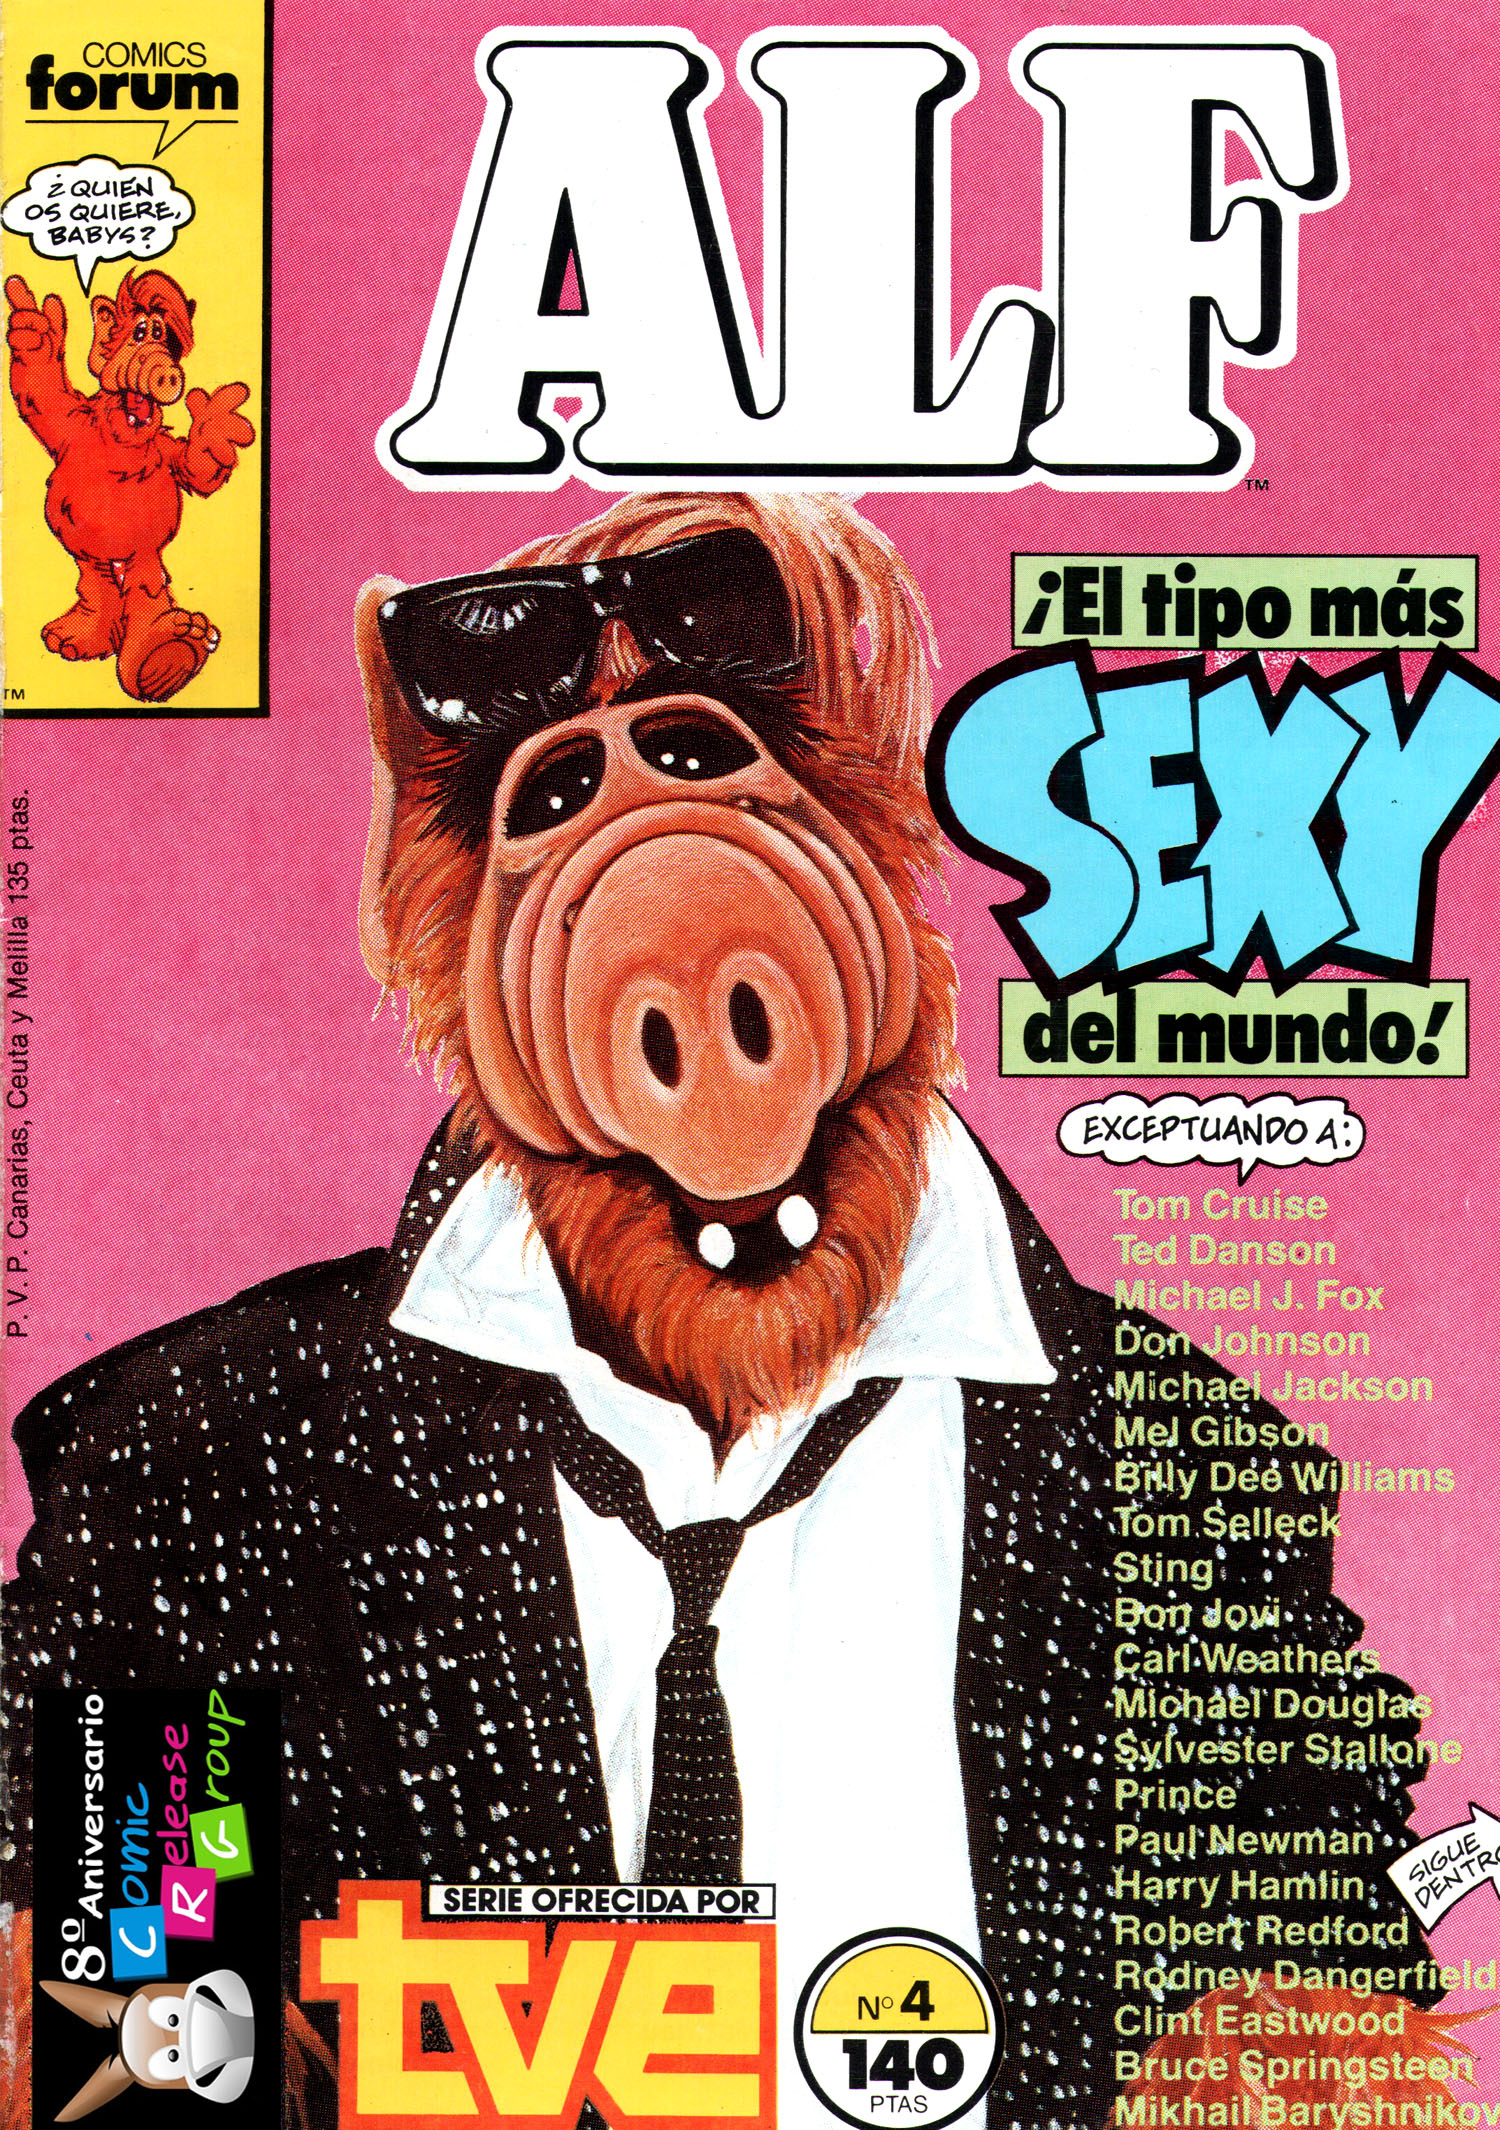 COMICS
forum
¿QUIÉN
OS QUIERE,
BABYS?
TM
ALF
TM
¡El tipo más
SEXY
del mundo!
EXCEPTUANDO A:
Tom Cruise
Ted Danson
Michael J. Fox
Don Johnson
Michael Jackson
Mel Gibson
Billy Dee Williams
Tom Selleck
Sting
Bon Jovi
Carl Weathers
Michael Douglas
Sylvester Stallone
Prince
Paul Newman
Harry Hamlin
Robert Redford
Rodney Dangerfield
Clint Eastwood
Bruce Springsteen
Mikhail Baryshnikov
SIGUE
DENTRO
P. V. P. Canarias, Ceuta y Melilla 135 ptas.
8º Aniversario
Comic
Release
Group
SERIE OFRECIDA POR
tve
Nº 4
140
PTAS